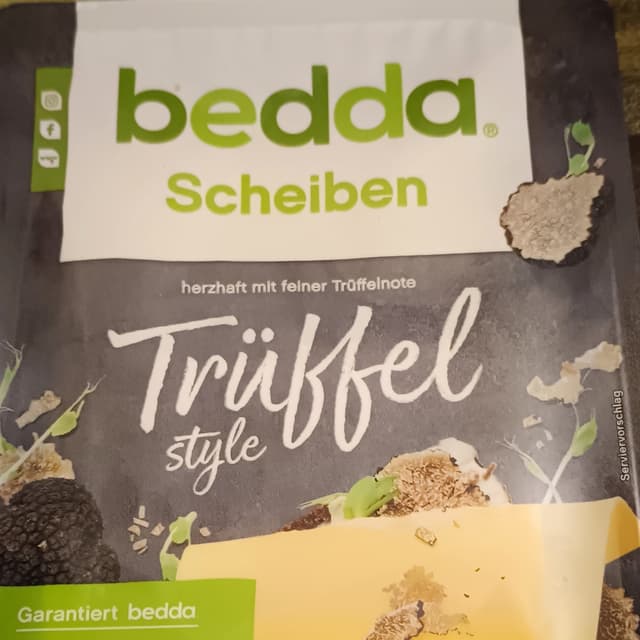 bedda®
Scheiben
herzhaft mit feiner Trüffelnote
Trüffel
style
Serviervorschlag
Garantiert bedda